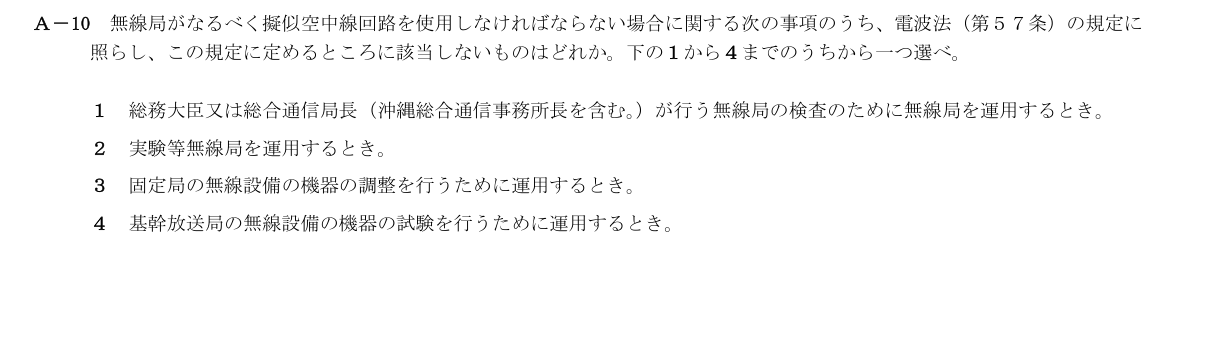 A－10　無線局がなるべく擬似空中線回路を使用しなければならない場合に関する次の事項のうち、電波法（第５７条）の規定に
照らし、この規定に定めるところに該当しないものはどれか。下の1から4までのうちから一つ選べ。
1　総務大臣又は総合通信局長（沖縄総合通信事務所長を含む。）が行う無線局の検査のために無線局を運用するとき。
2　実験等無線局を運用するとき。
3　固定局の無線設備の機器の調整を行うために運用するとき。
4　基幹放送局の無線設備の機器の試験を行うために運用するとき。